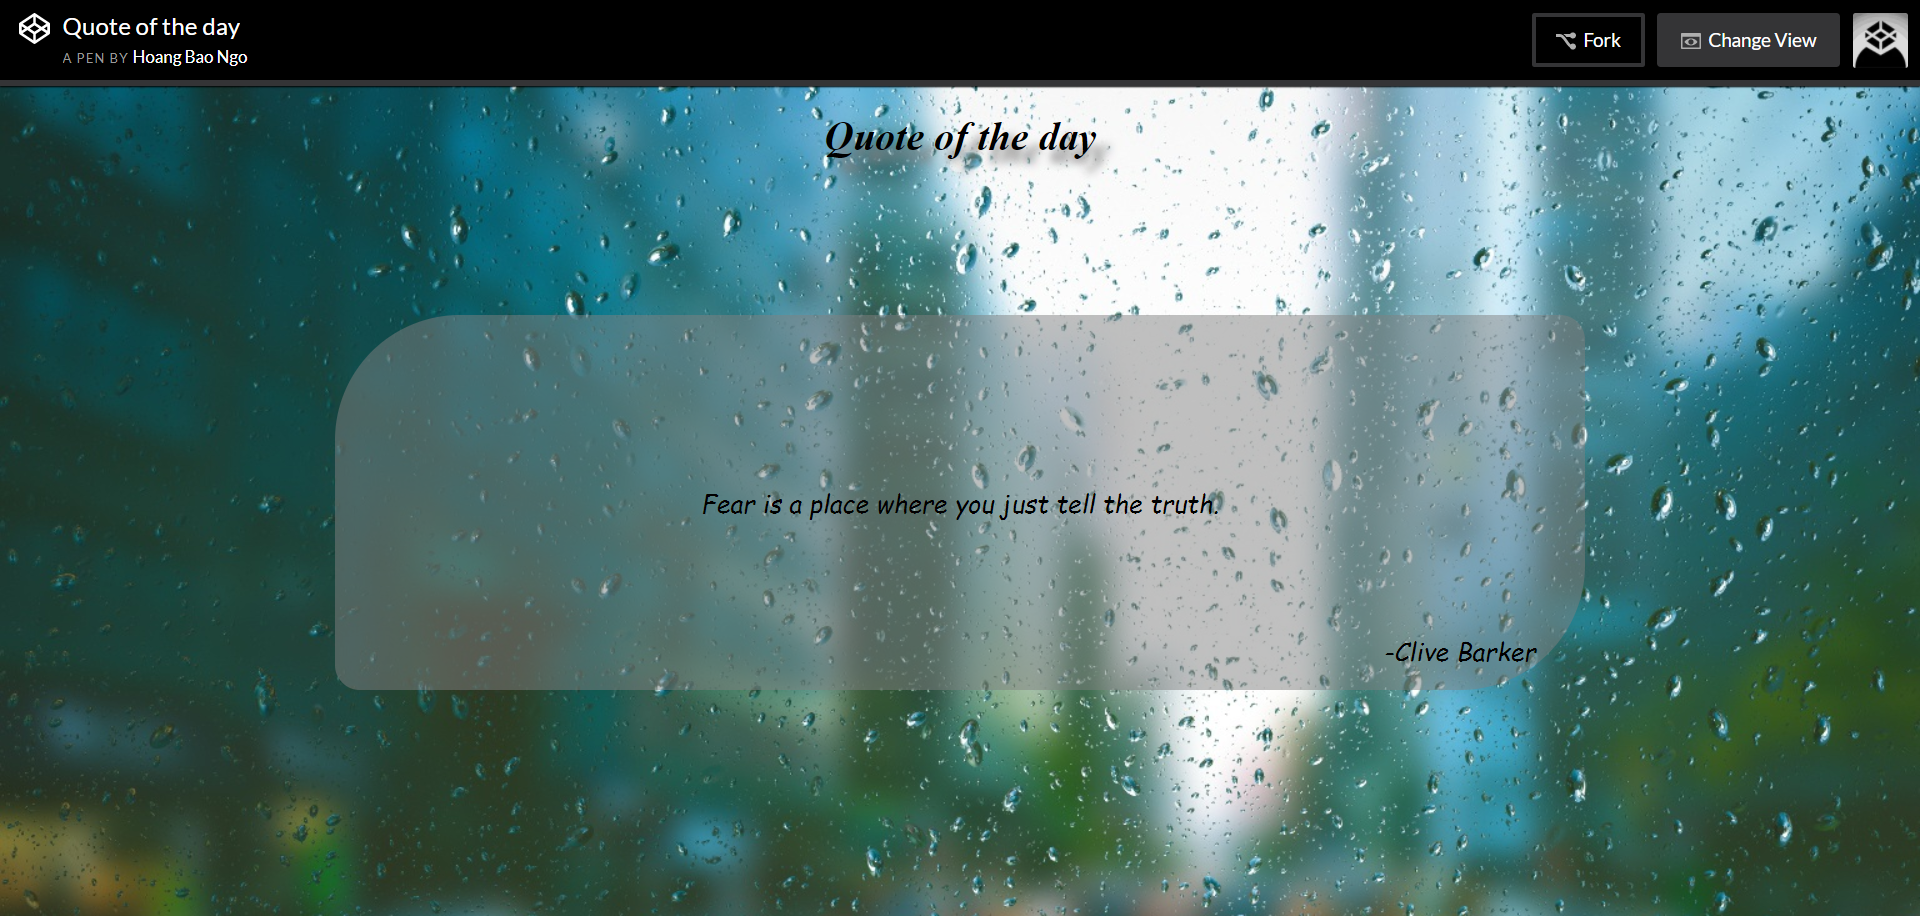 Quote of the day
A PEN BY Hoang Bao Ngo
Fork
Change View
Quote of the day
Fear is a place where you just tell the truth.
-Clive Barker